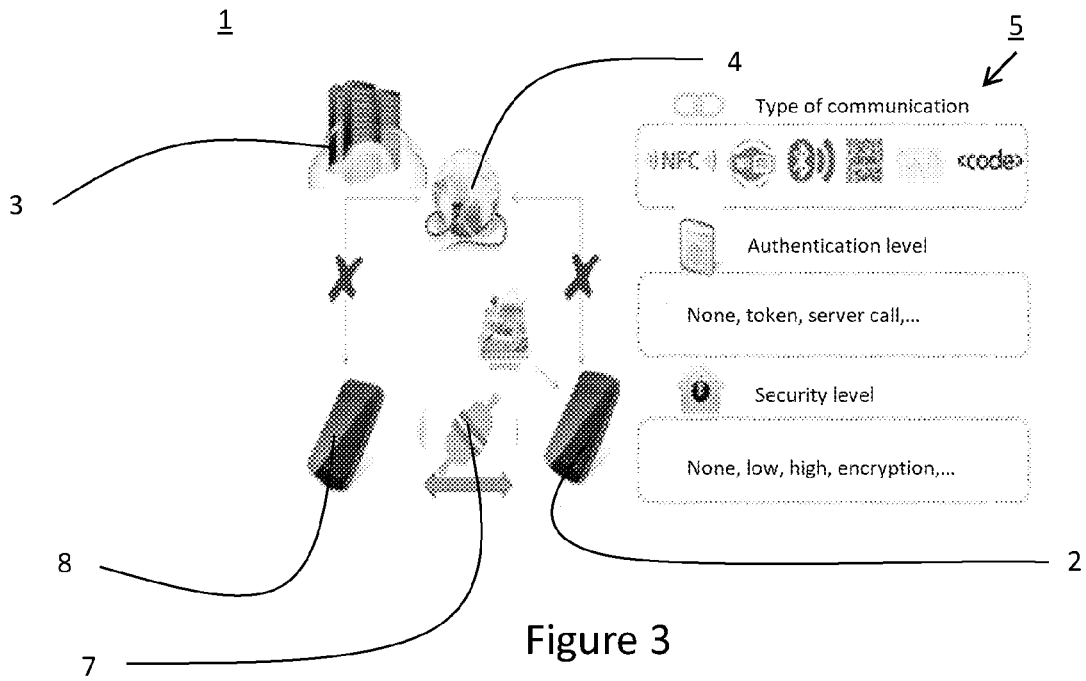 1
5
4
Type of communication
NFC
<code>
3
Authentication level
None, token, server call,...
Security level
None, low, high, encryption,...
8
2
7
Figure 3